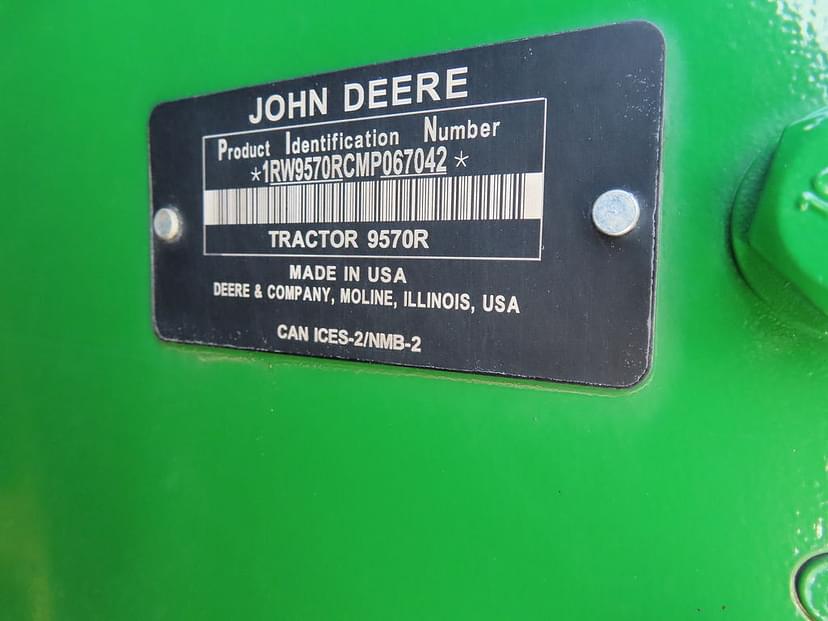 JOHN DEERE
Product Identification Number
*1RW9570RCMP067042*
TRACTOR 9570R
MADE IN USA
DEERE & COMPANY, MOLINE, ILLINOIS, USA
CAN ICES-2/NMB-2